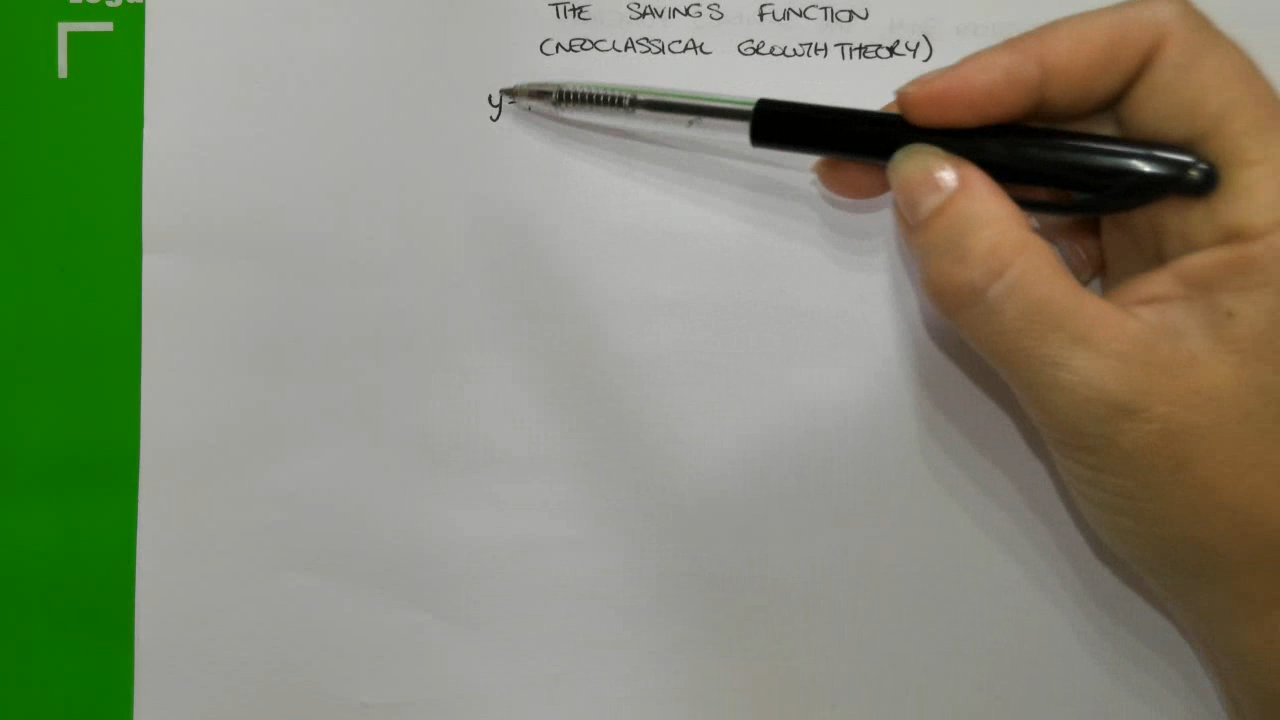 THE SAVINGS FUNCTION
(NEOCLASSICAL GROWTH THEORY)
y=